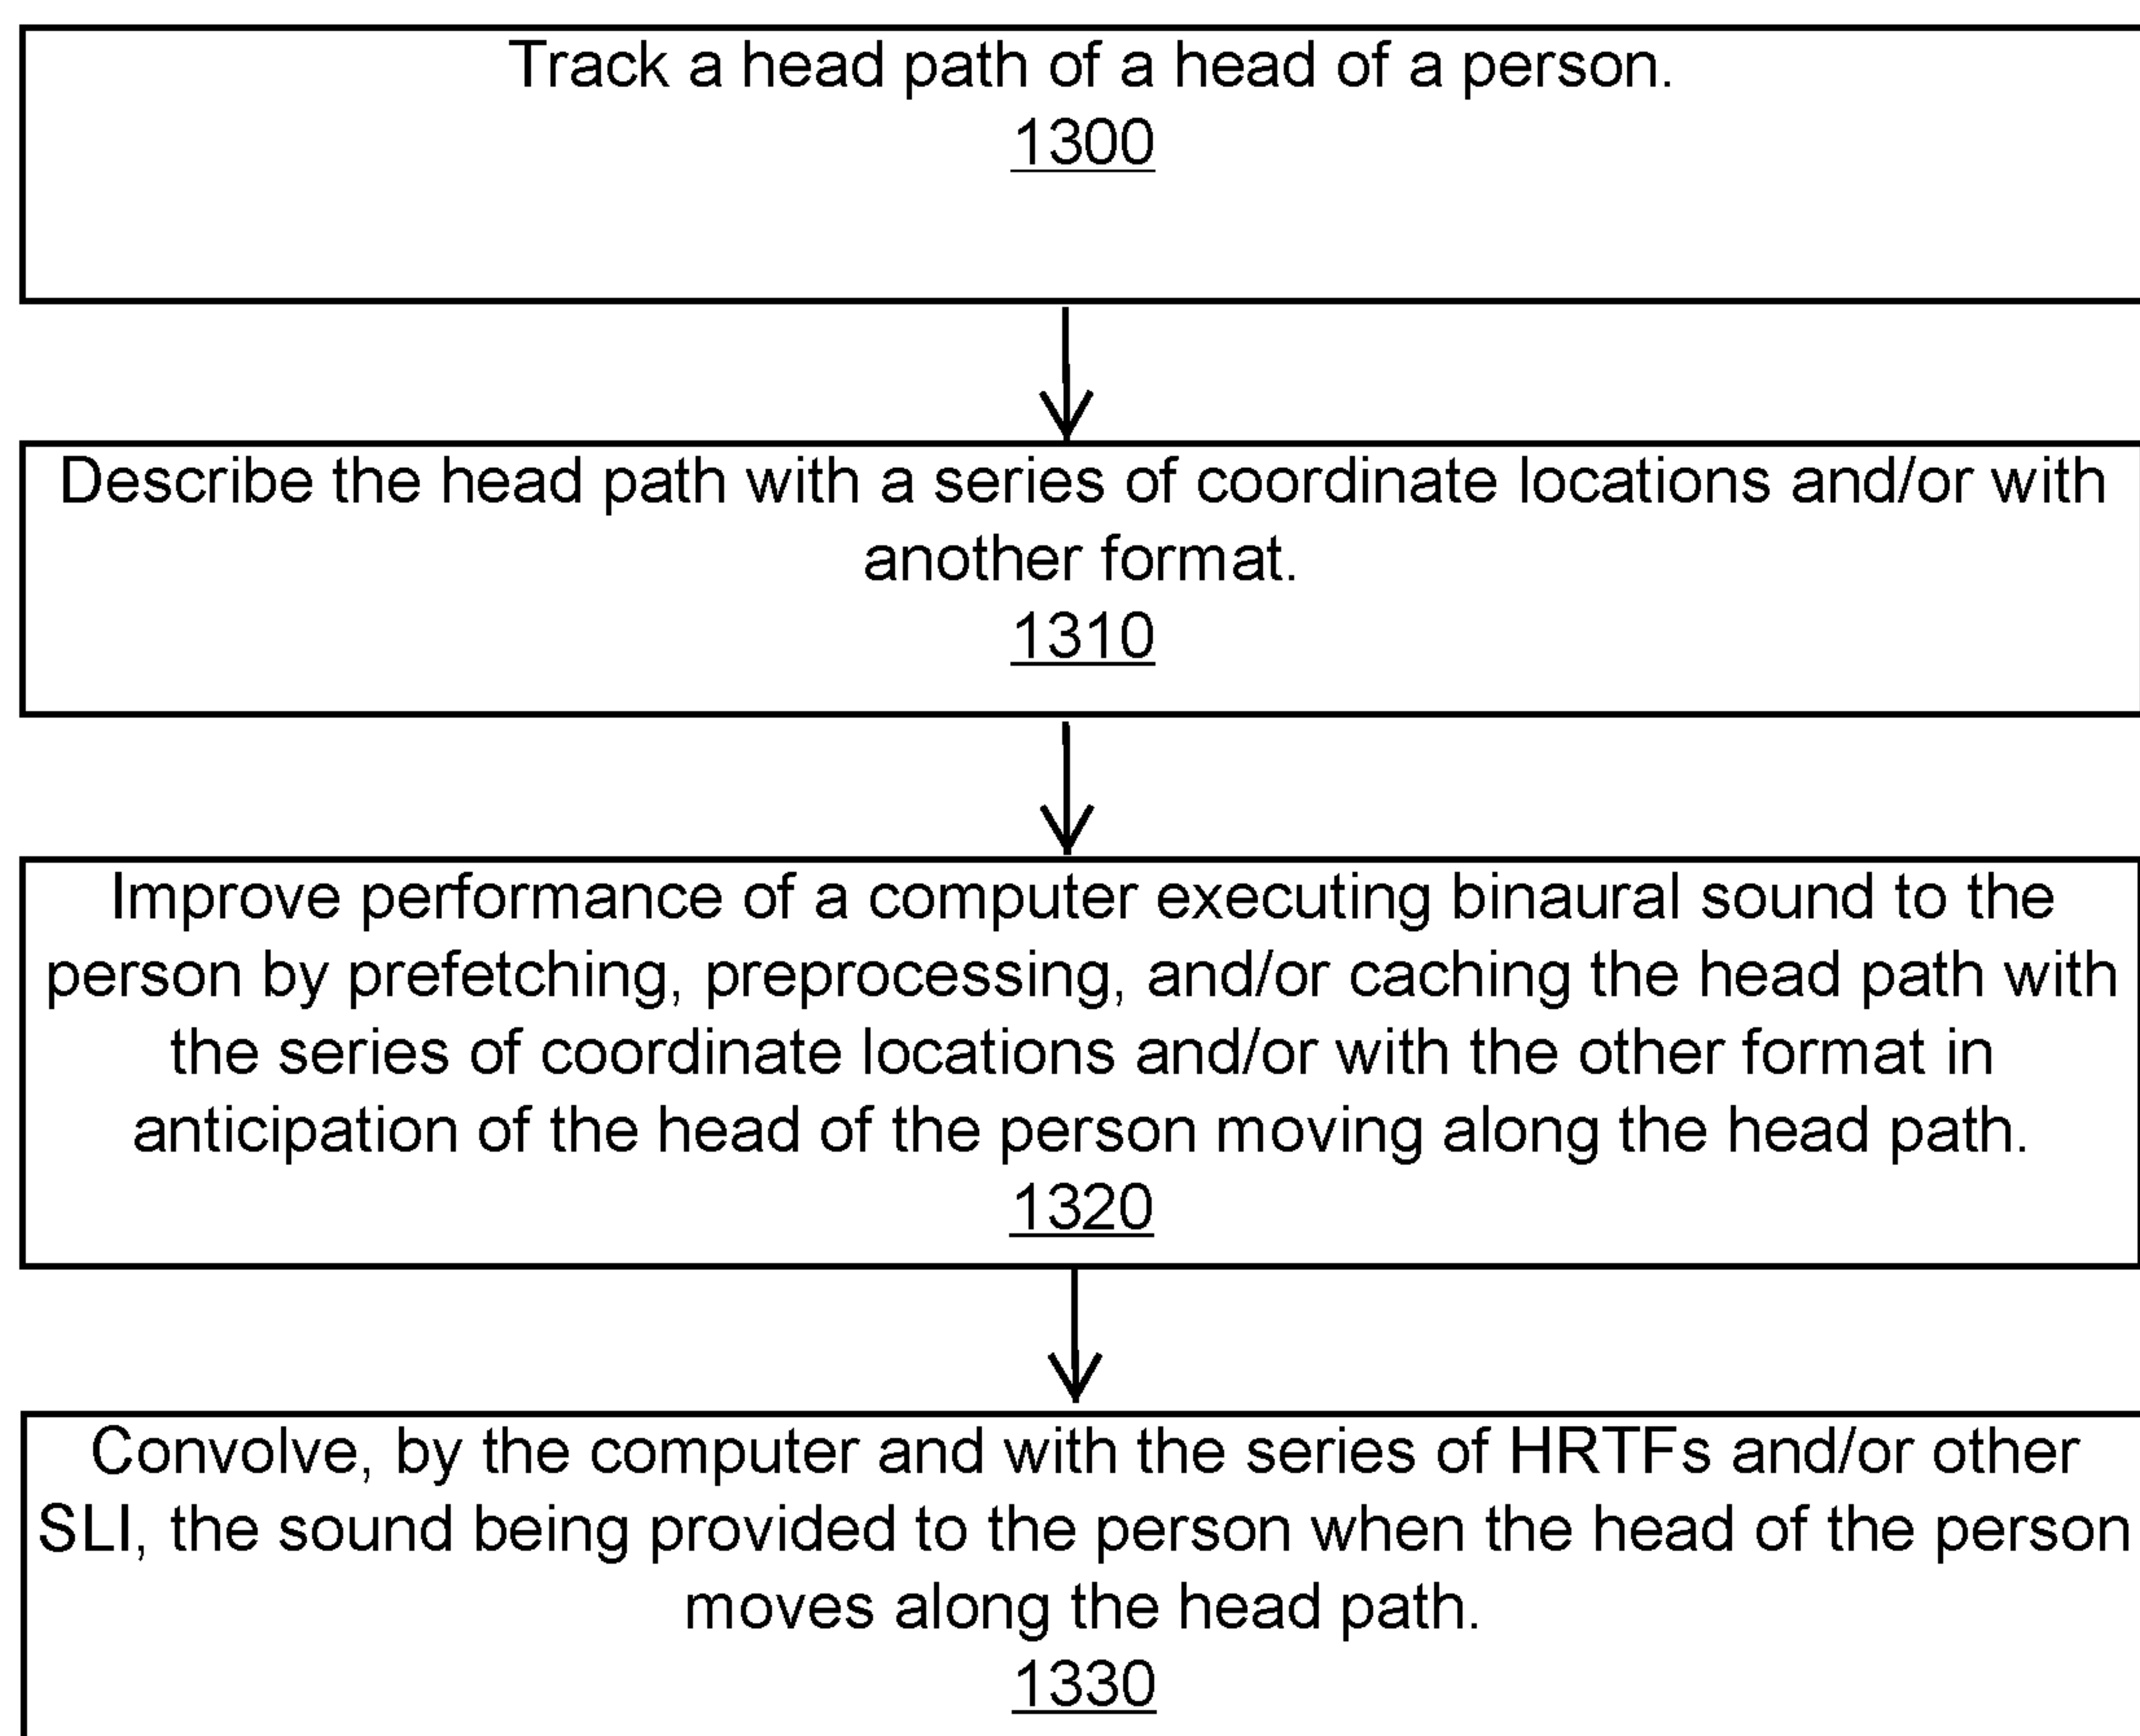 Track a head path of a head of a person.
1300
Describe the head path with a series of coordinate locations and/or with
another format.
1310
Improve performance of a computer executing binaural sound to the
person by prefetching, preprocessing, and/or caching the head path with
the series of coordinate locations and/or with the other format in
anticipation of the head of the person moving along the head path.
1320
Convolve, by the computer and with the series of HRTFs and/or other
SLI, the sound being provided to the person when the head of the person
moves along the head path.
1330